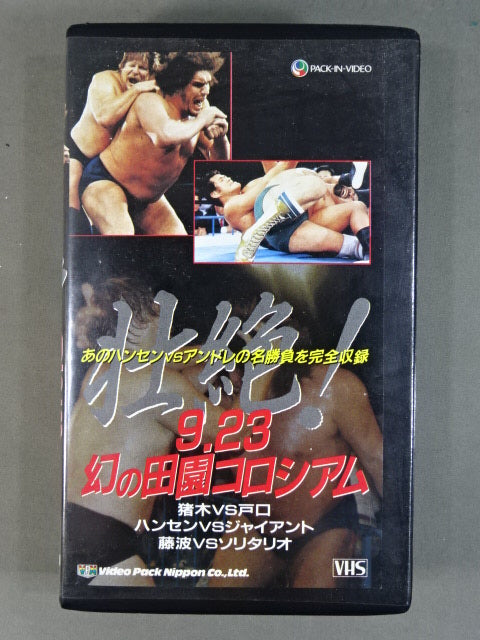 PACK-IN-VIDEO
壮絶!
あのハンセンVSアンドレの名勝負を完全収録
9.23
幻の田園コロシアム
猪木VS戸口
ハンセンVSジャイアント
藤波VSソリタリオ
Video Pack Nippon Co., Ltd.
VHS